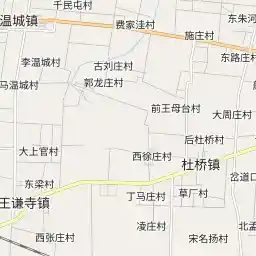 千民屯村
费家洼村
东朱河
温城镇
施庄村
李温城村
古刘庄村
东路庄村
马温城村
郭龙庄村
前王母台村
大周庄村
后杜桥村
大上官村
西徐庄村
杜桥镇
岔道口
东梁村
草厂村
王谦寺镇
丁马庄村
凌庄村
北孟
西张庄村
宋名扬村